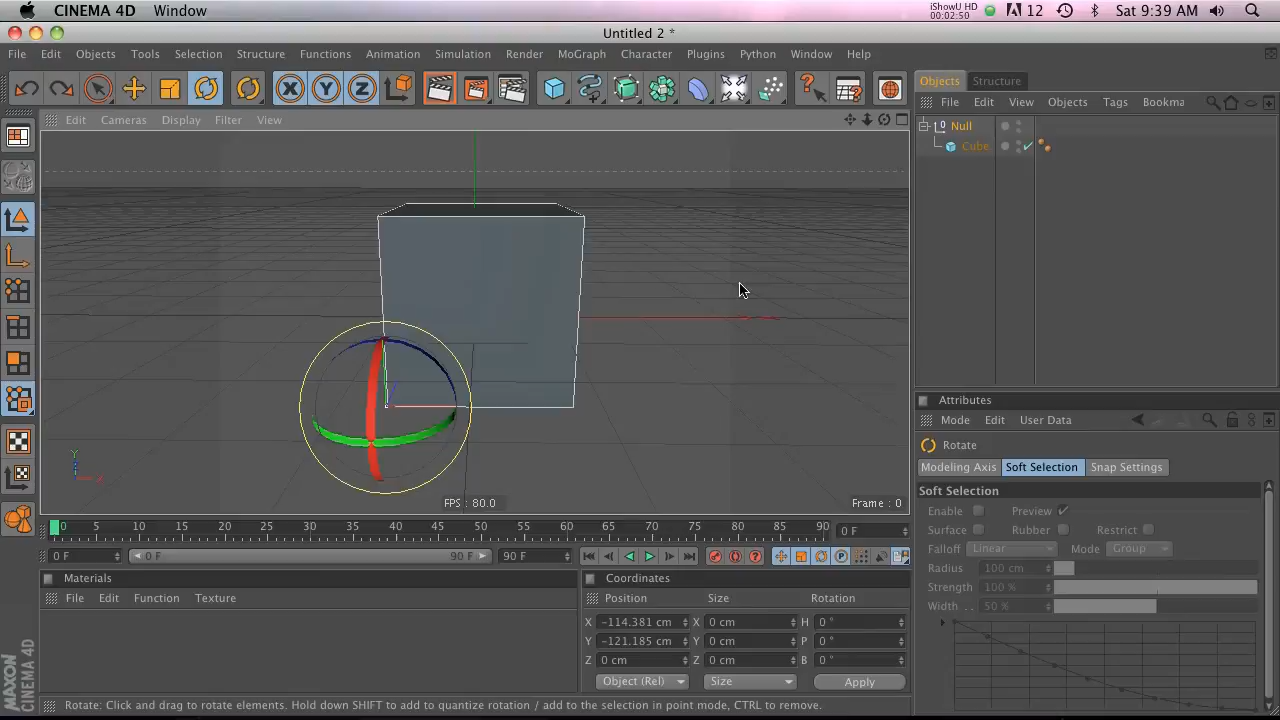 CINEMA 4D Window
iShowU HD
00:02:50
12 Sat 9:39 AM
Untitled 2 *
File Edit Objects Tools Selection Structure Functions Animation Simulation Render MoGraph Character Plugins Python Window Help
X Y Z
Objects Structure
File Edit View Objects Tags Bookma
0 Null
Cube
Edit Cameras Display Filter View
Y
X
FPS : 80.0
Frame : 0
0 5 10 15 20 25 30 35 40 45 50 55 60 65 70 75 80 85 90 0 F
0 F 0 F 90 F 90 F
Attributes
Mode Edit User Data
Rotate
Modeling Axis Soft Selection Snap Settings
Soft Selection
Enable Preview
Surface Rubber Restrict
Falloff Linear Mode Group
Radius 100 cm
Strength 100 %
Width . . 50 %
Materials
File Edit Function Texture
Coordinates
Position Size Rotation
X -114.381 cm X 0 cm H 0 °
Y -121.185 cm Y 0 cm P 0 °
Z 0 cm Z 0 cm B 0 °
Object (Rel) Size Apply
MAXON
CINEMA 4D
Rotate: Click and drag to rotate elements. Hold down SHIFT to add to quantize rotation / add to the selection in point mode, CTRL to remove.